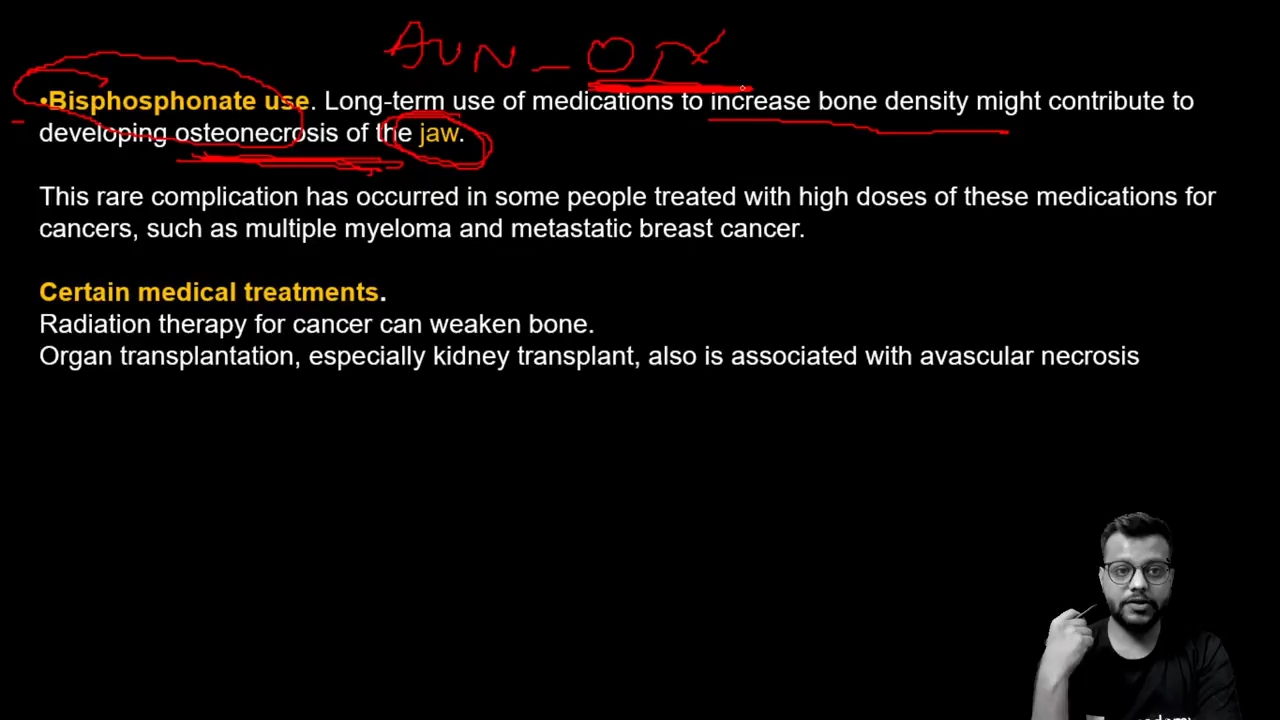 AVN
•Bisphosphonate use. Long-term use of medications to increase bone density might contribute to
developing osteonecrosis of the jaw.
This rare complication has occurred in some people treated with high doses of these medications for
cancers, such as multiple myeloma and metastatic breast cancer.
Certain medical treatments.
Radiation therapy for cancer can weaken bone.
Organ transplantation, especially kidney transplant, also is associated with avascular necrosis